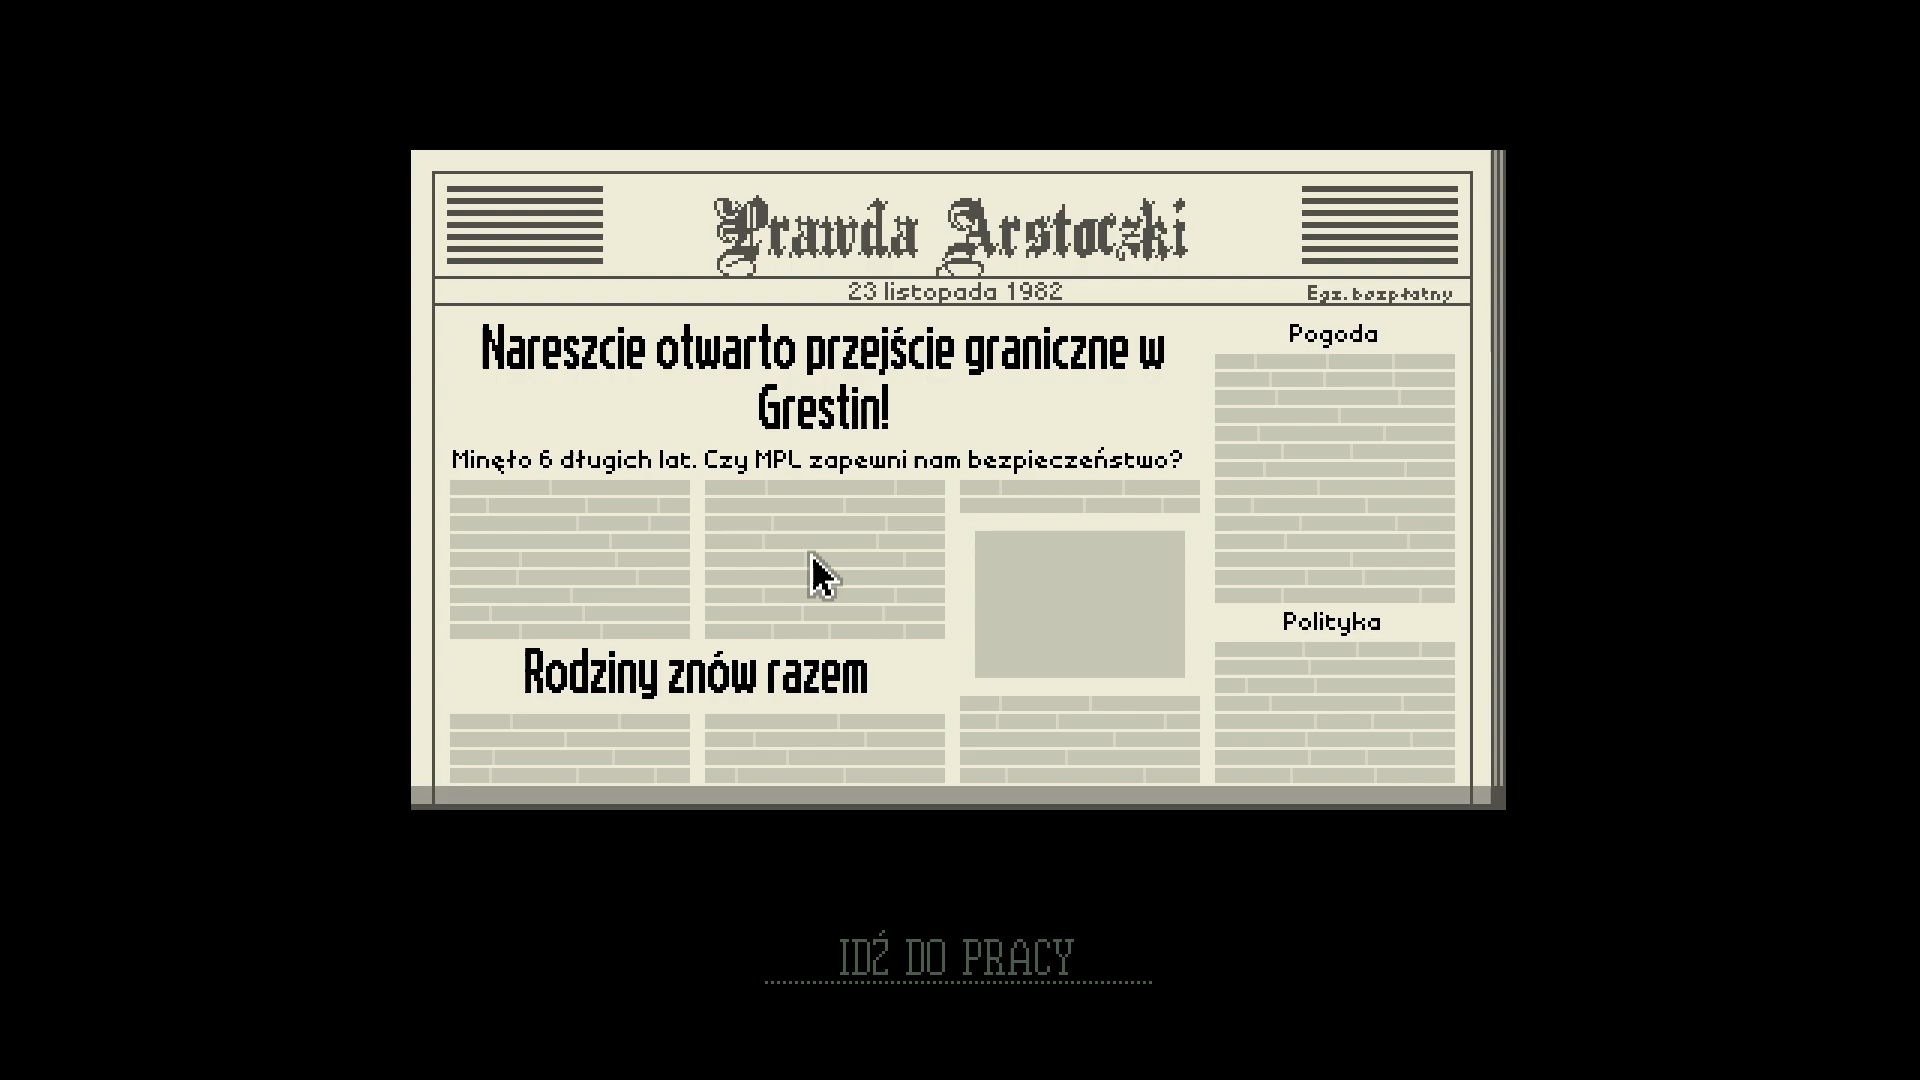 Prawda Arstoczki
23 listopada 1982
Egz. bezpłatny
Nareszcie otwarto przejście graniczne w
Grestin!
Minęło 6 długich lat. Czy MPL zapewni nam bezpieczeństwo?
Rodziny znów razem
Pogoda
Polityka
IDŹ DO PRACY